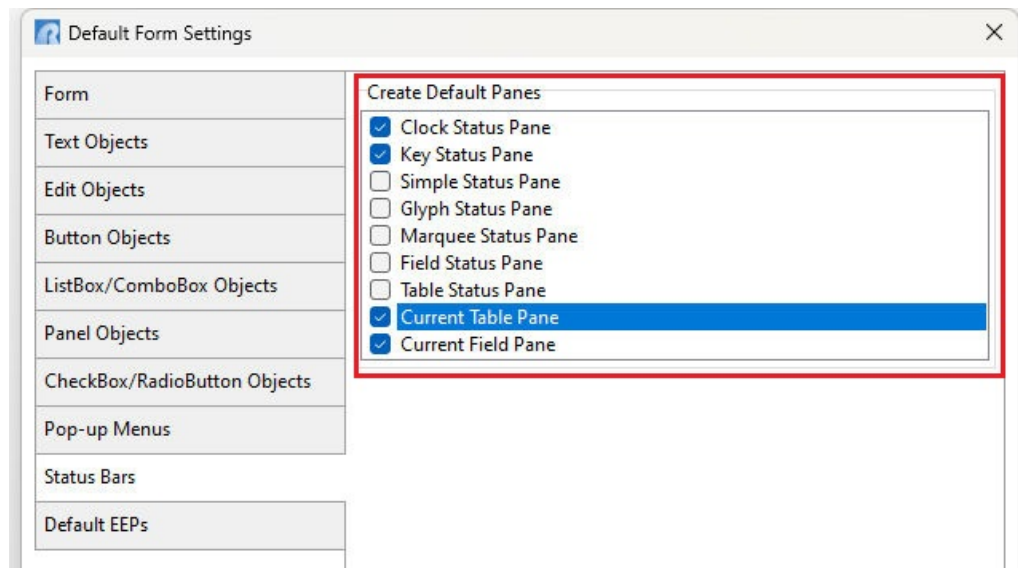 Default Form Settings
Form
Text Objects
Edit Objects
Button Objects
ListBox/ComboBox Objects
Panel Objects
CheckBox/RadioButton Objects
Pop-up Menus
Status Bars
Default EEPs
Create Default Panes
Clock Status Pane
Key Status Pane
Simple Status Pane
Glyph Status Pane
Marquee Status Pane
Field Status Pane
Table Status Pane
Current Table Pane
Current Field Pane